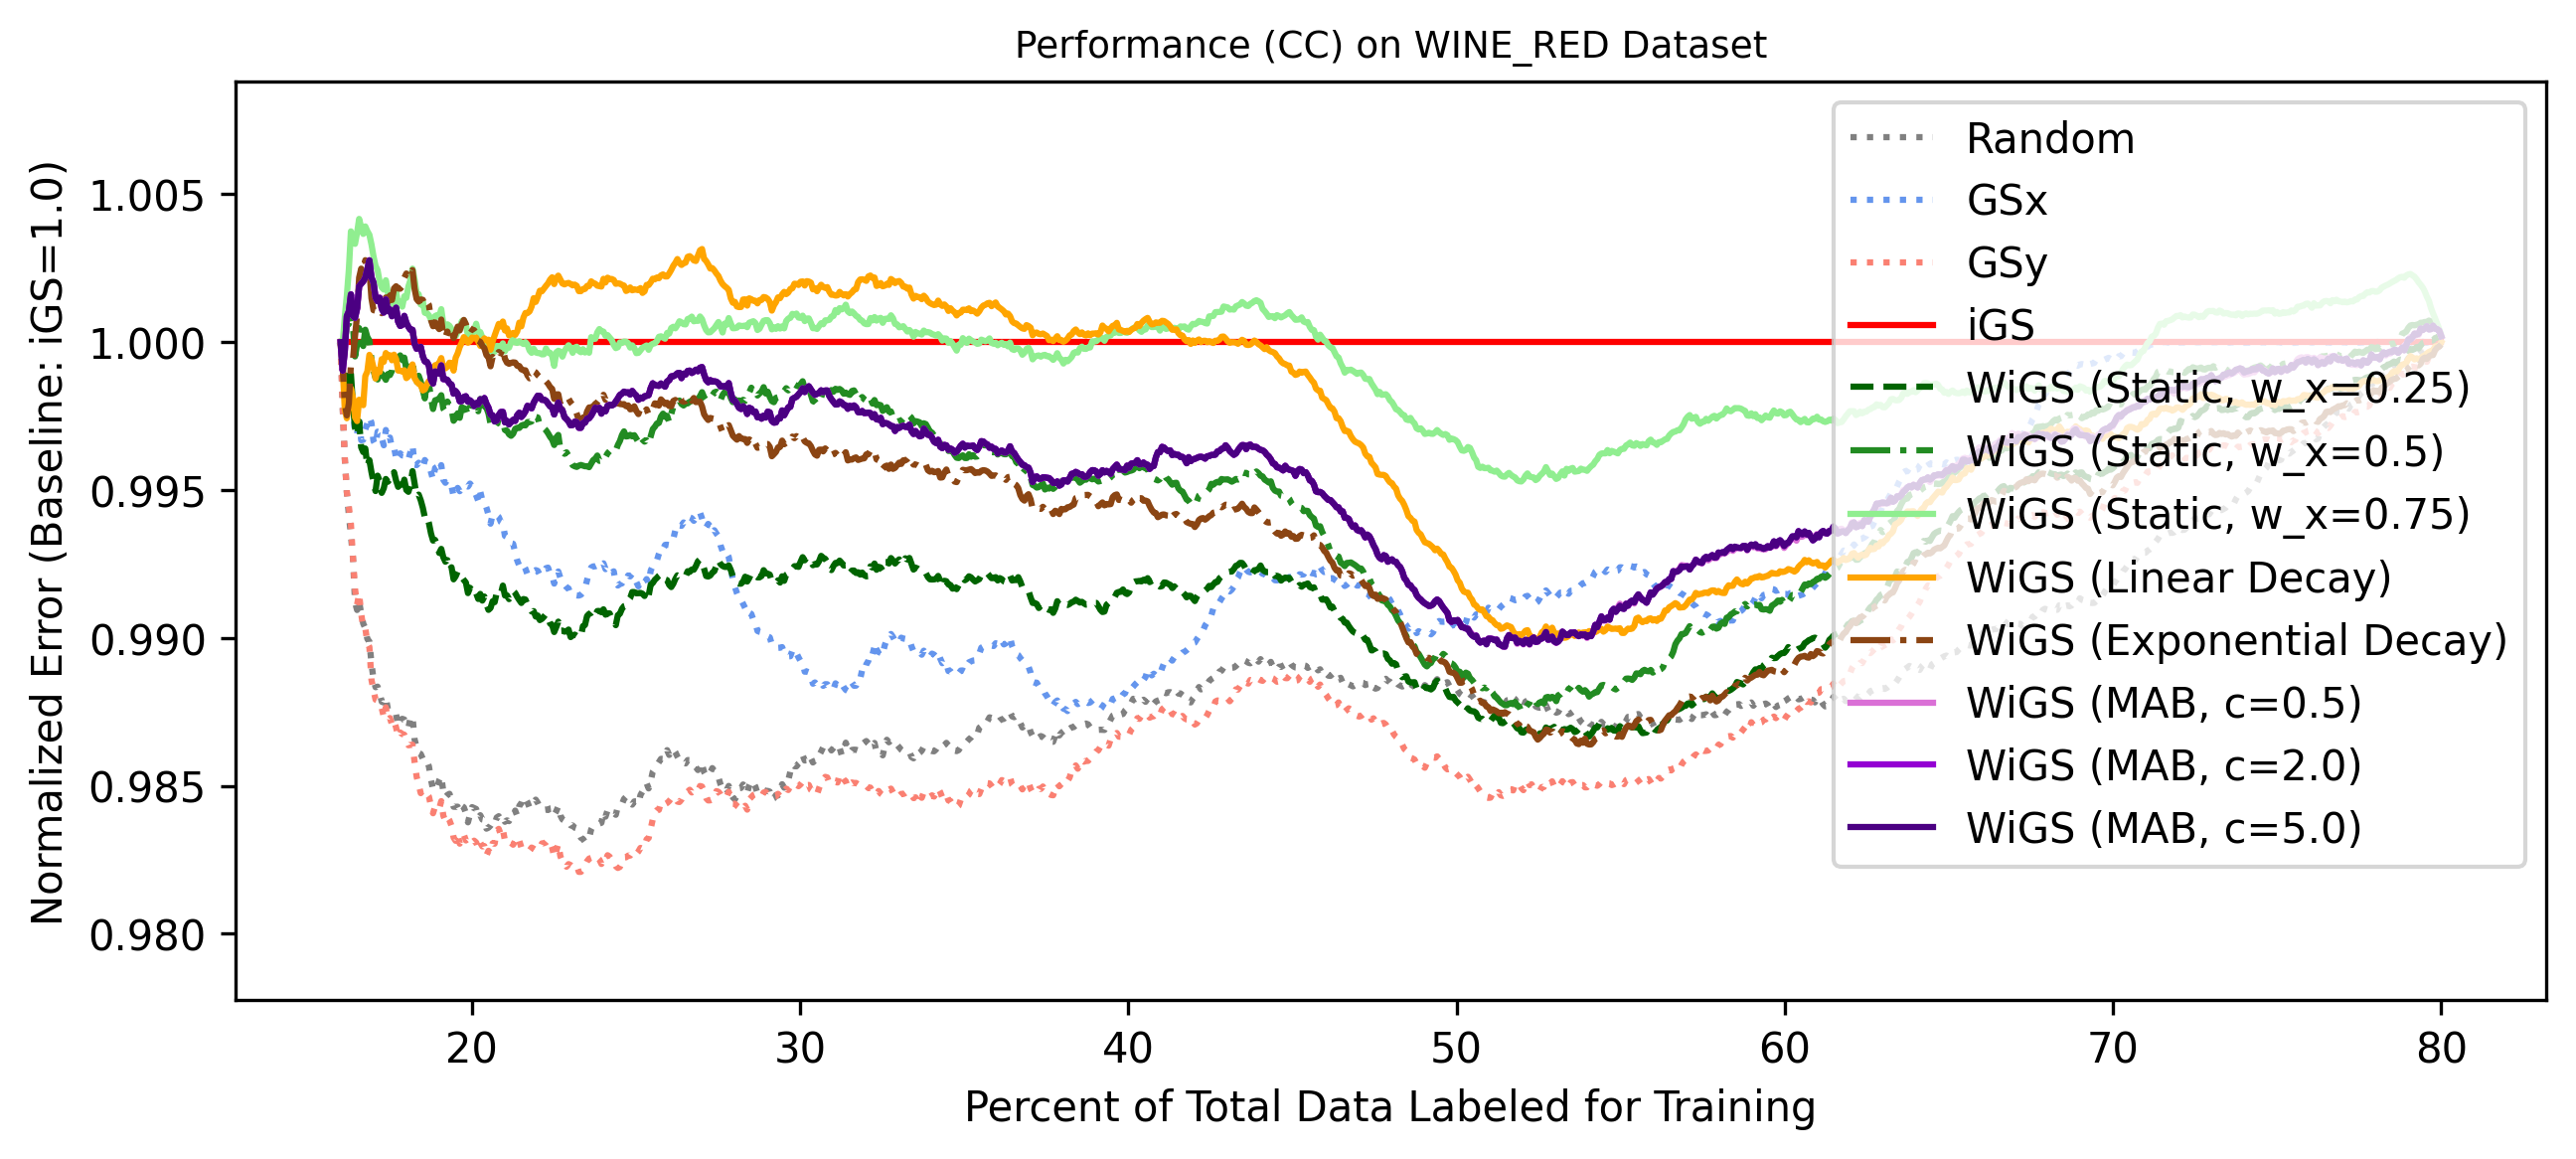 Performance (CC) on WINE_RED Dataset
Normalized Error (Baseline: iGS=1.0)
1.005
1.000
0.995
0.990
0.985
0.980
20 30 40 50 60 70 80
Percent of Total Data Labeled for Training
Random
GSx
GSy
iGS
WiGS (Static, w_x=0.25)
WiGS (Static, w_x=0.5)
WiGS (Static, w_x=0.75)
WiGS (Linear Decay)
WiGS (Exponential Decay)
WiGS (MAB, c=0.5)
WiGS (MAB, c=2.0)
WiGS (MAB, c=5.0)